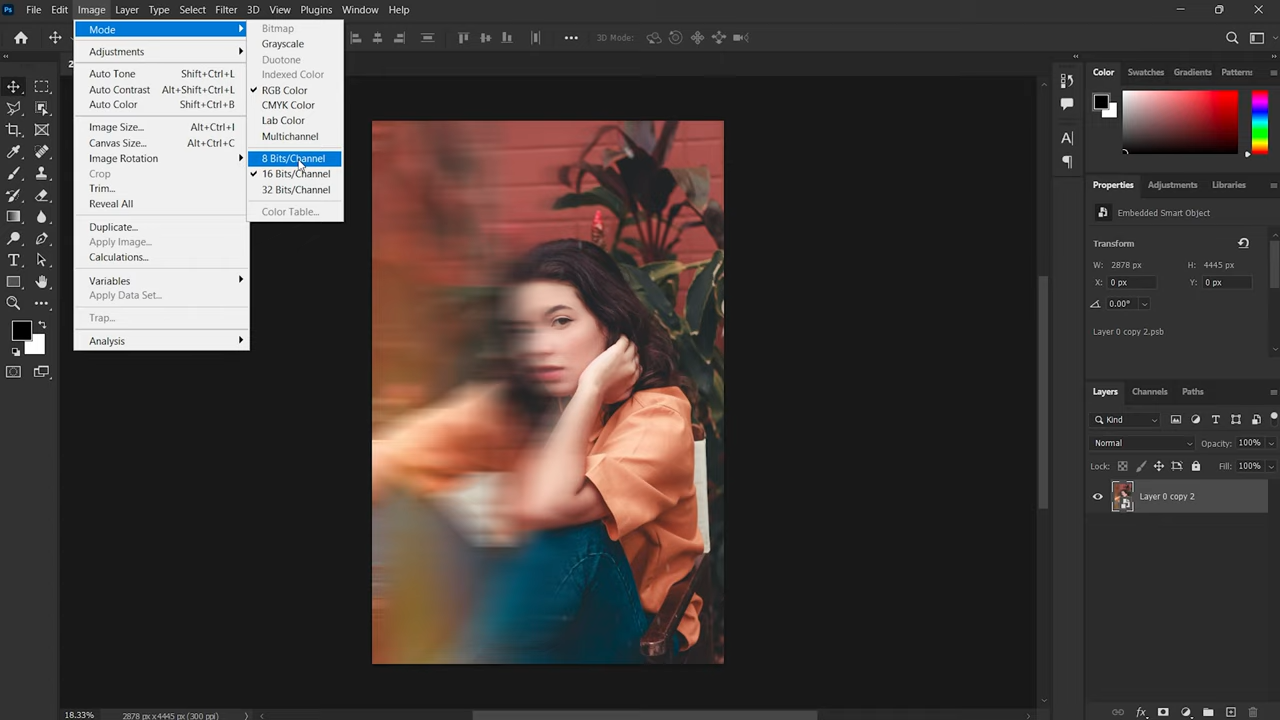 Ps File Edit Image Layer Type Select Filter 3D View Plugins Window Help
3D Mode:
Mode
Adjustments
Auto Tone Shift+Ctrl+L
Auto Contrast Alt+Shift+Ctrl+L
Auto Color Shift+Ctrl+B
Image Size... Alt+Ctrl+I
Canvas Size... Alt+Ctrl+C
Image Rotation
Crop
Trim...
Reveal All
Duplicate...
Apply Image...
Calculations...
Variables
Apply Data Set...
Trap...
Analysis
Bitmap
Grayscale
Duotone
Indexed Color
RGB Color
CMYK Color
Lab Color
Multichannel
8 Bits/Channel
16 Bits/Channel
32 Bits/Channel
Color Table...
Color Swatches Gradients Patterns
Properties Adjustments Libraries
Embedded Smart Object
Transform
W: 2878 px H: 4445 px
X: 0 px Y: 0 px
0.00°
Layer 0 copy 2.psb
Layers Channels Paths
Kind
Normal Opacity: 100%
Lock: Fill: 100%
Layer 0 copy 2
fx
18.33% 2878 px x 4445 px (300 ppi)